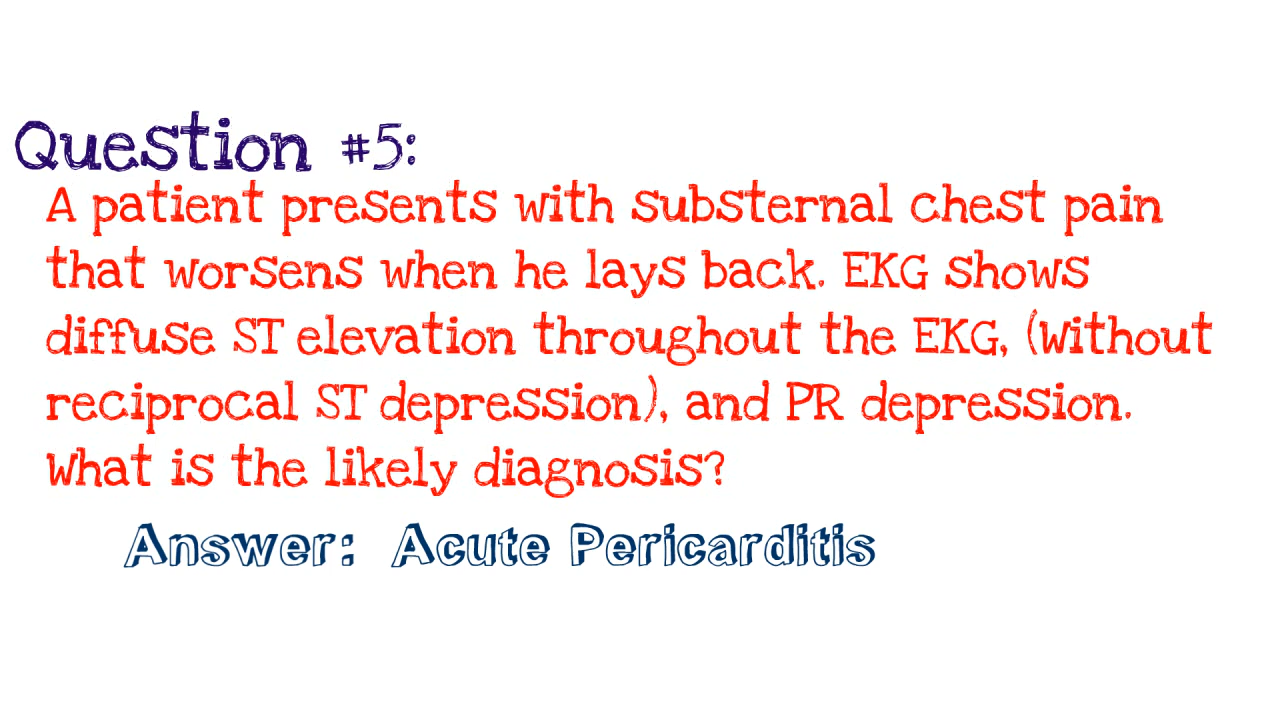 Question #5:
A patient presents with substernal chest pain
that worsens when he lays back. EKG shows
diffuse ST elevation throughout the EKG, (without
reciprocal ST depression), and PR depression.
What is the likely diagnosis?
Answer: Acute Pericarditis